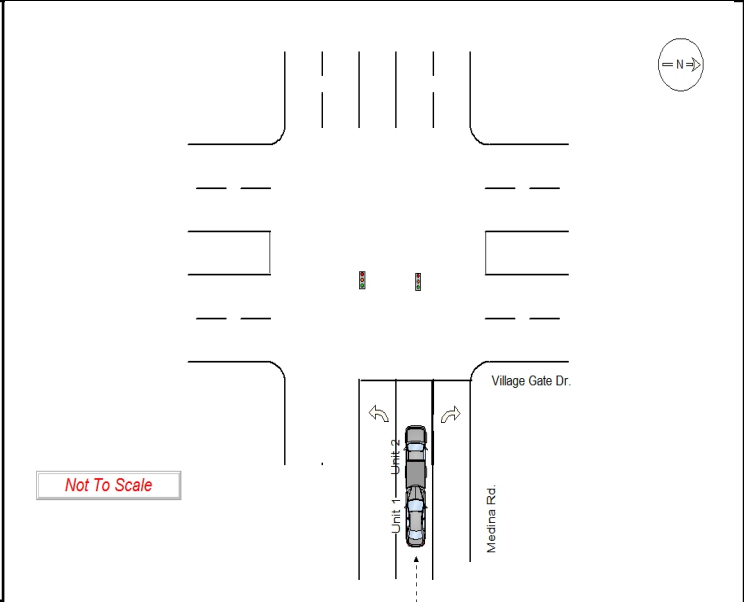 N
Village Gate Dr.
Unit 2
Not To Scale
Unit 1
Medina Rd.